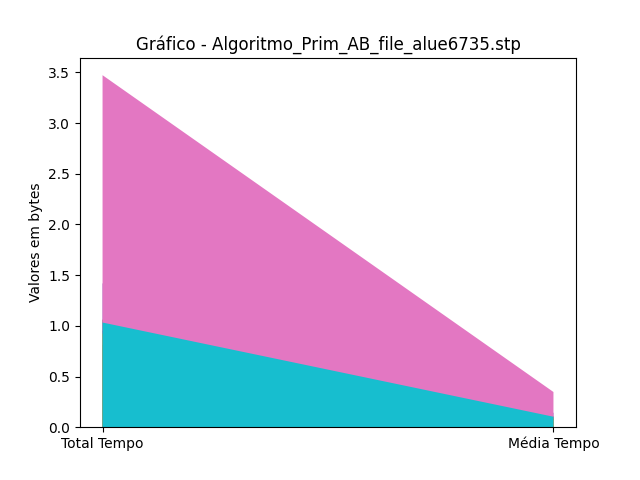 Gráfico - Algoritmo_Prim_AB_file_alue6735.stp
Valores em bytes
3.5
3.0
2.5
2.0
1.5
1.0
0.5
0.0
Total Tempo
Média Tempo